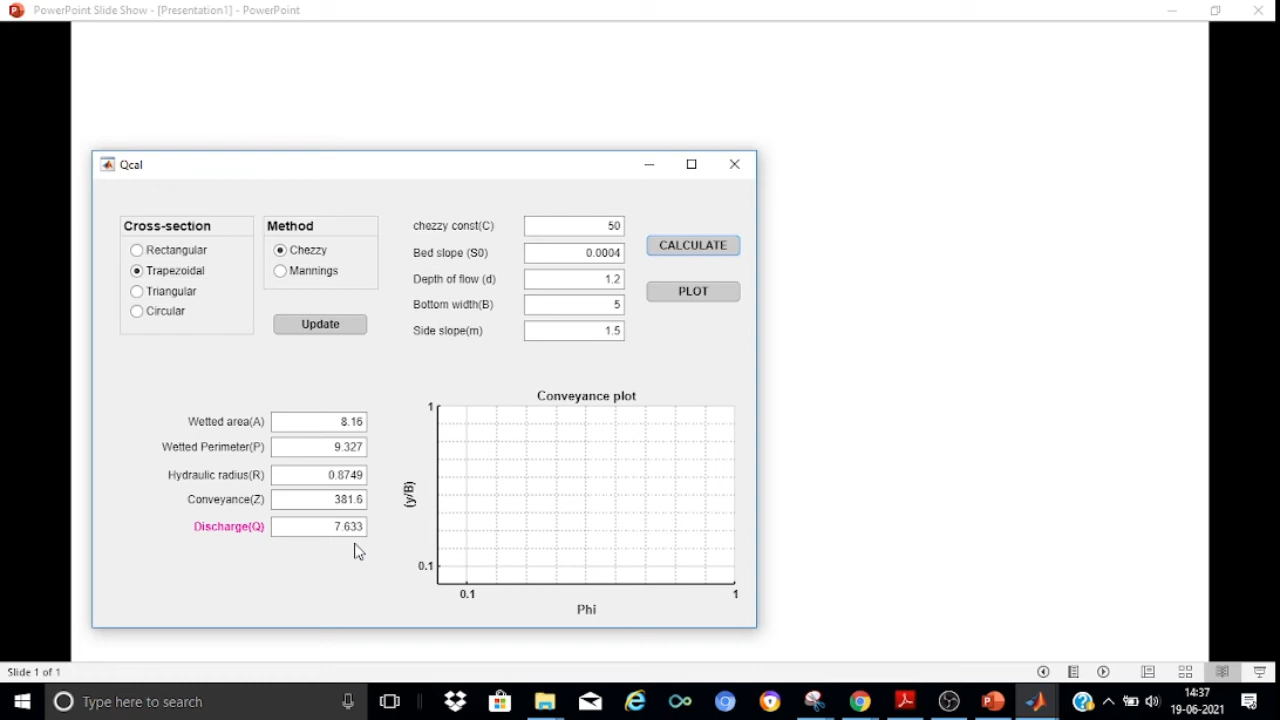 PowerPoint Slide Show - [Presentation1] - PowerPoint
Qcal
Cross-section
Rectangular
Trapezoidal
Triangular
Circular
Method
Chezzy
Mannings
Update
chezzy const(C) 50
Bed slope (S0) 0.0004
Depth of flow (d) 1.2
Bottom width(B) 5
Side slope(m) 1.5
CALCULATE
PLOT
Wetted area(A) 8.16
Wetted Perimeter(P) 9.327
Hydraulic radius(R) 0.8749
Conveyance(Z) 381.6
Discharge(Q) 7.633
Conveyance plot
1
(y/B)
0.1
0.1 1
Phi
Slide 1 of 1
Type here to search
14:37
19-06-2021